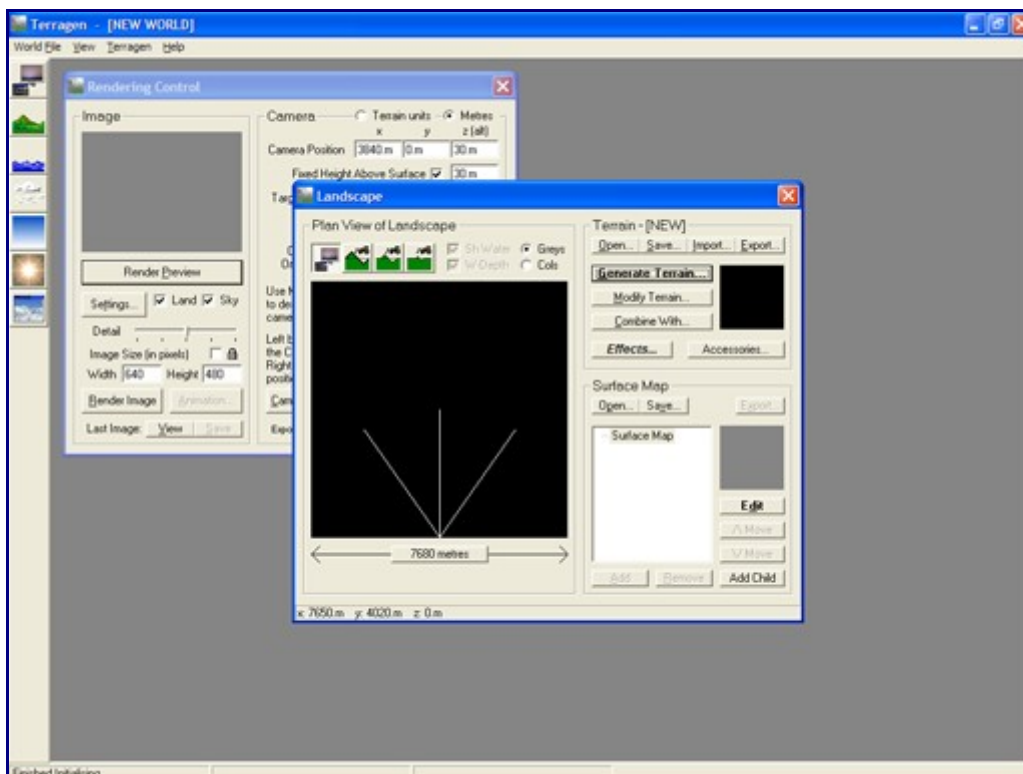 Terragen - [NEW WORLD]
World File View Terragen Help
Rendering Control
Image
Render Preview
Settings... Land Sky
Detail
Image Size (in pixels)
Width 640 Height 480
Render Image Animation...
Last Image: View Save
Camera Terrain units Metres
x y z (alt)
Camera Position 3840 m 0 m 30 m
Fixed Height Above Surface 30 m
Use
to
the C
Right
Landscape
Plan View of Landscape
Sh Water Greys
W Depth Cols
7680 metres
x: 7650 m y: 4020 m z: 0 m
Terrain - [NEW]
Open... Save... Import... Export...
Generate Terrain...
Modify Terrain...
Combine With...
Effects... Accessories...
Surface Map
Open... Save... Export...
Surface Map
Edit
/\ Move
\/ Move
Add Remove Add Child
Finished Initialising